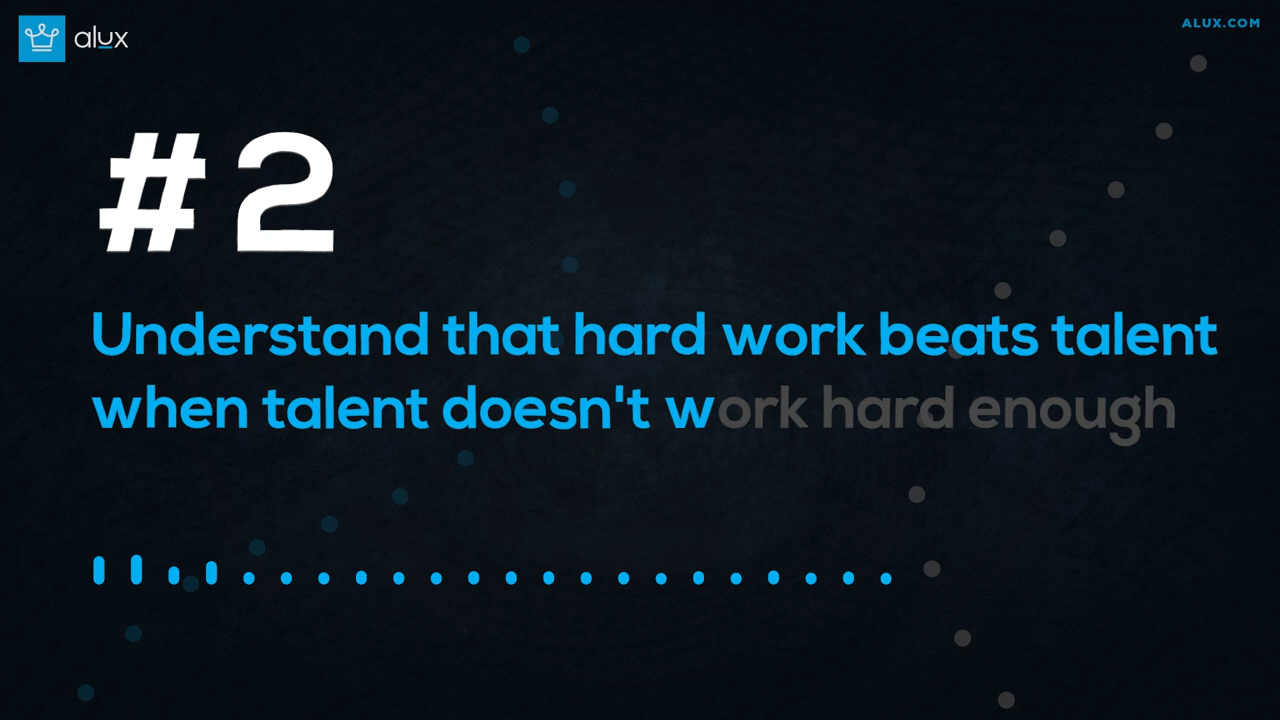 alux
ALUX.COM
#2
Understand that hard work beats talent
when talent doesn't work hard enough